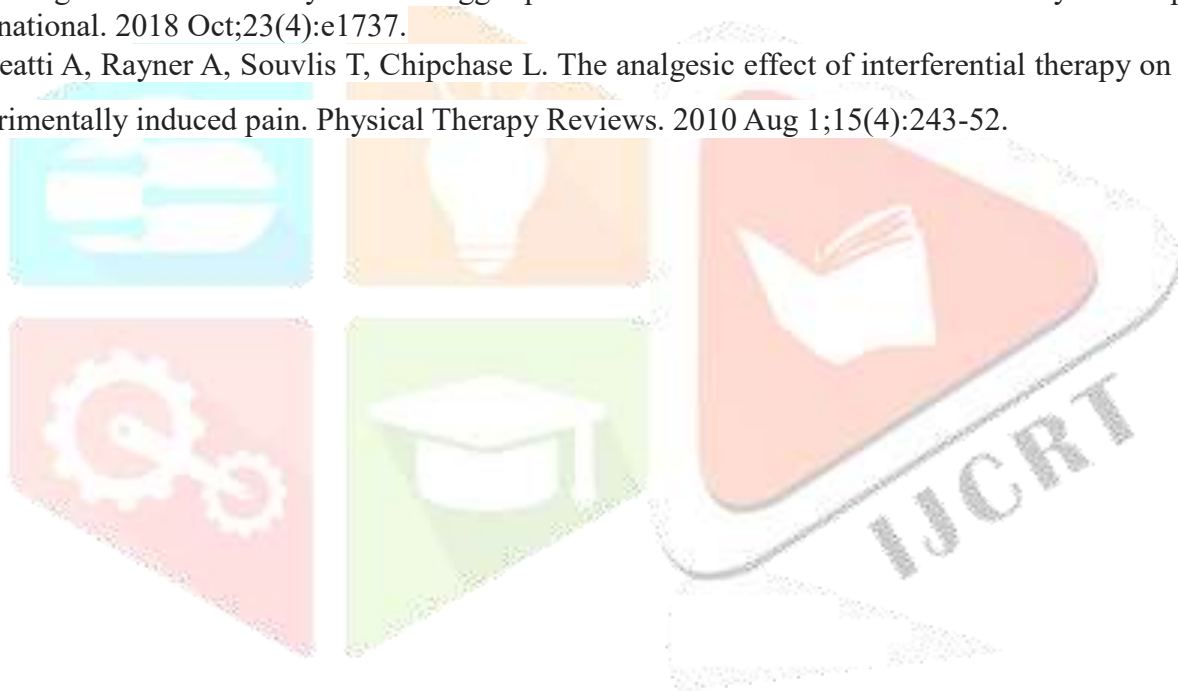 national. 2018 Oct;23(4):e1737.
eatti A, Rayner A, Souvlis T, Chipchase L. The analgesic effect of interferential therapy on
rimentally induced pain. Physical Therapy Reviews. 2010 Aug 1;15(4):243-52.
IJCRT